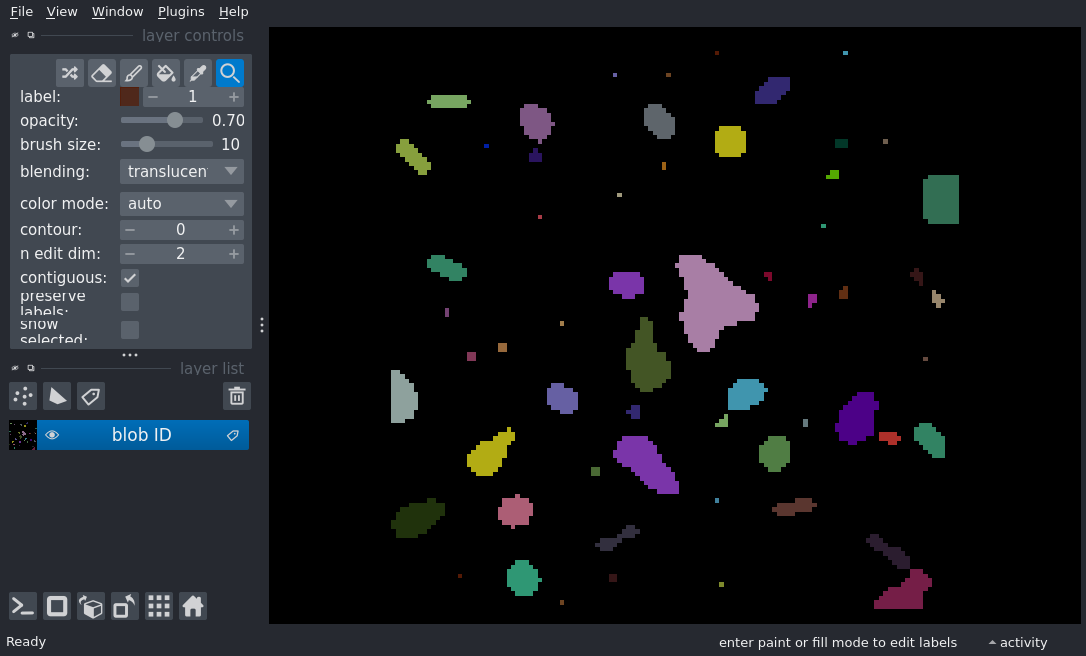 File View Window Plugins Help
layer controls
label: 1
opacity: 0.70
brush size: 10
blending: translucen
color mode: auto
contour: 0
n edit dim: 2
contiguous:
preserve
labels:
show
selected:
layer list
blob ID
Ready enter paint or fill mode to edit labels activity